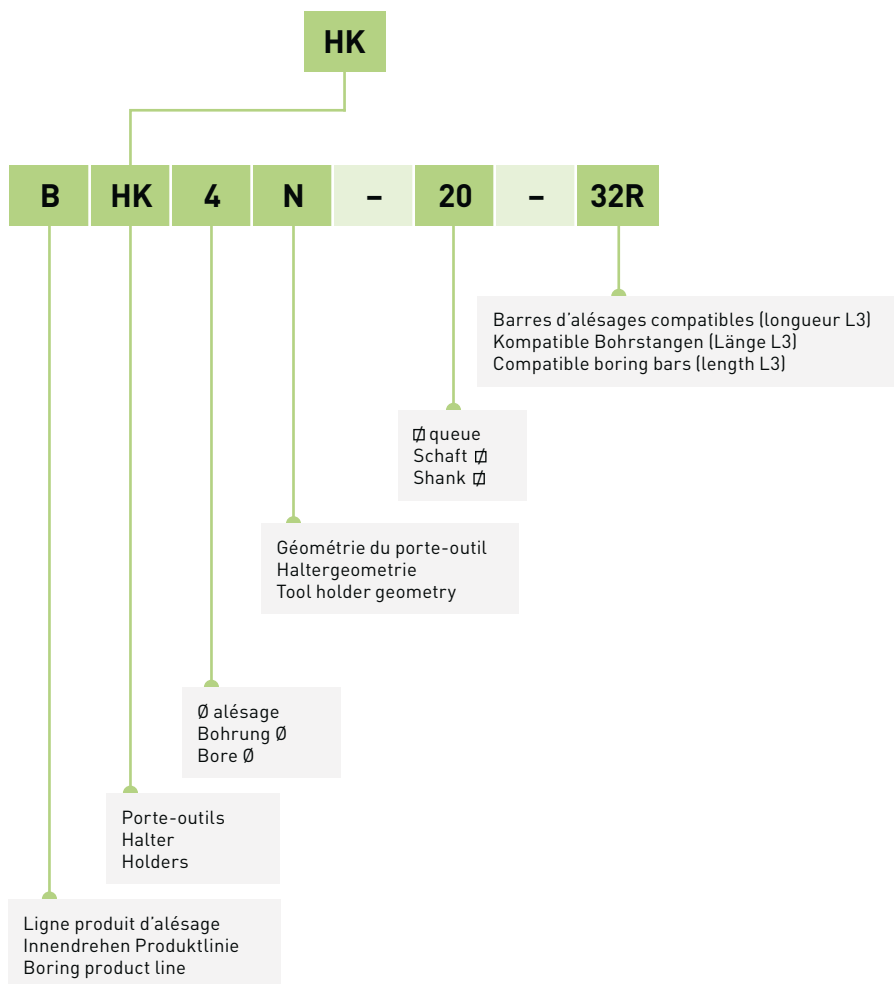 HK
B HK 4 N – 20 – 32R
Barres d'alésages compatibles (longueur L3)
Kompatible Bohrstangen (Länge L3)
Compatible boring bars (length L3)
⍁ queue
Schaft ⍁
Shank ⍁
Géométrie du porte-outil
Haltergeometrie
Tool holder geometry
Ø alésage
Bohrung Ø
Bore Ø
Porte-outils
Halter
Holders
Ligne produit d'alésage
Innendrehen Produktlinie
Boring product line